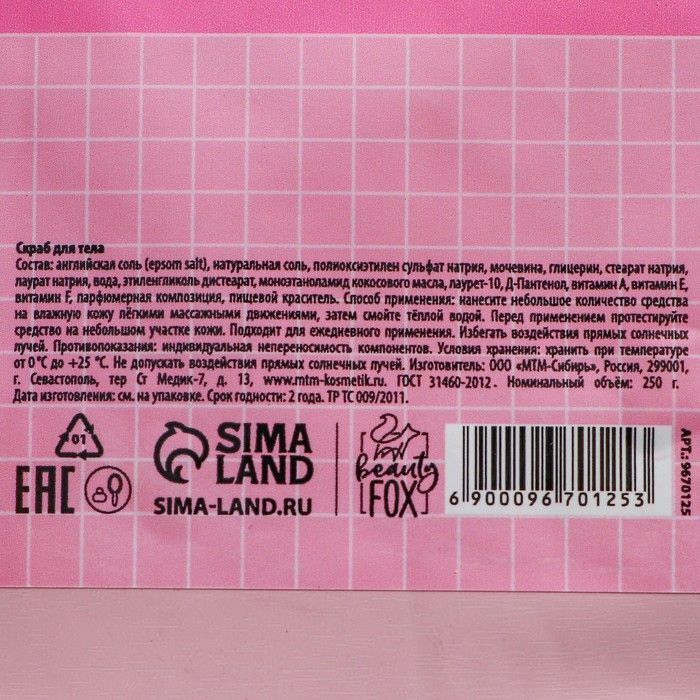 Скраб для тела
Состав: английская соль (epsom salt), натуральная соль, полиоксиэтилен сульфат натрия, мочевина, глицерин, стеарат натрия,
лаурат натрия, вода, этиленгликоль дистеарат, моноэтаноламид кокосового масла, лаурет-10, Д-Пантенол, витамин А, витамин Е,
витамин F, парфюмерная композиция, пищевой краситель. Способ применения: нанесите небольшое количество средства
на влажную кожу лёгкими массажными движениями, затем смойте тёплой водой. Перед применением протестируйте
средство на небольшом участке кожи. Подходит для ежедневного применения. Избегать воздействия прямых солнечных
лучей. Противопоказания: индивидуальная непереносимость компонентов. Условия хранения: хранить при температуре
от 0 °С до +25 °С. Не допускать воздействия прямых солнечных лучей. Изготовитель: ООО «МТМ-Сибирь», Россия, 299001,
г. Севастополь, тер Ст Медик-7, д. 13, www.mtm-kosmetik.ru. ГОСТ 31460-2012. Номинальный объём: 250 г.
Дата изготовления: см. на упаковке. Срок годности: 2 года. ТР ТС 009/2011.
01
EAC
SIMA
LAND
SIMA-LAND.RU
beauty
FOX
6 900096 701253
АРТ.: 9670125